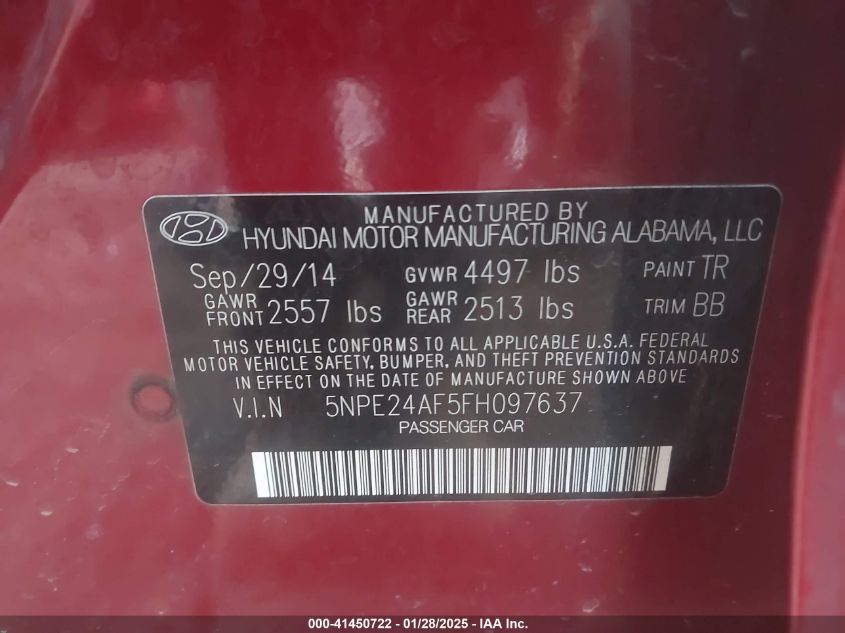 MANUFACTURED BY
HYUNDAI MOTOR MANUFACTURING ALABAMA, LLC
Sep/29/14 GVWR 4497 lbs PAINT TR
GAWR FRONT 2557 lbs GAWR REAR 2513 lbs TRIM BB
THIS VEHICLE CONFORMS TO ALL APPLICABLE U.S.A. FEDERAL
MOTOR VEHICLE SAFETY, BUMPER, AND THEFT PREVENTION STANDARDS
IN EFFECT ON THE DATE OF MANUFACTURE SHOWN ABOVE
V.I.N 5NPE24AF5FH097637
PASSENGER CAR
000-41450722 - 01/28/2025 - IAA Inc.